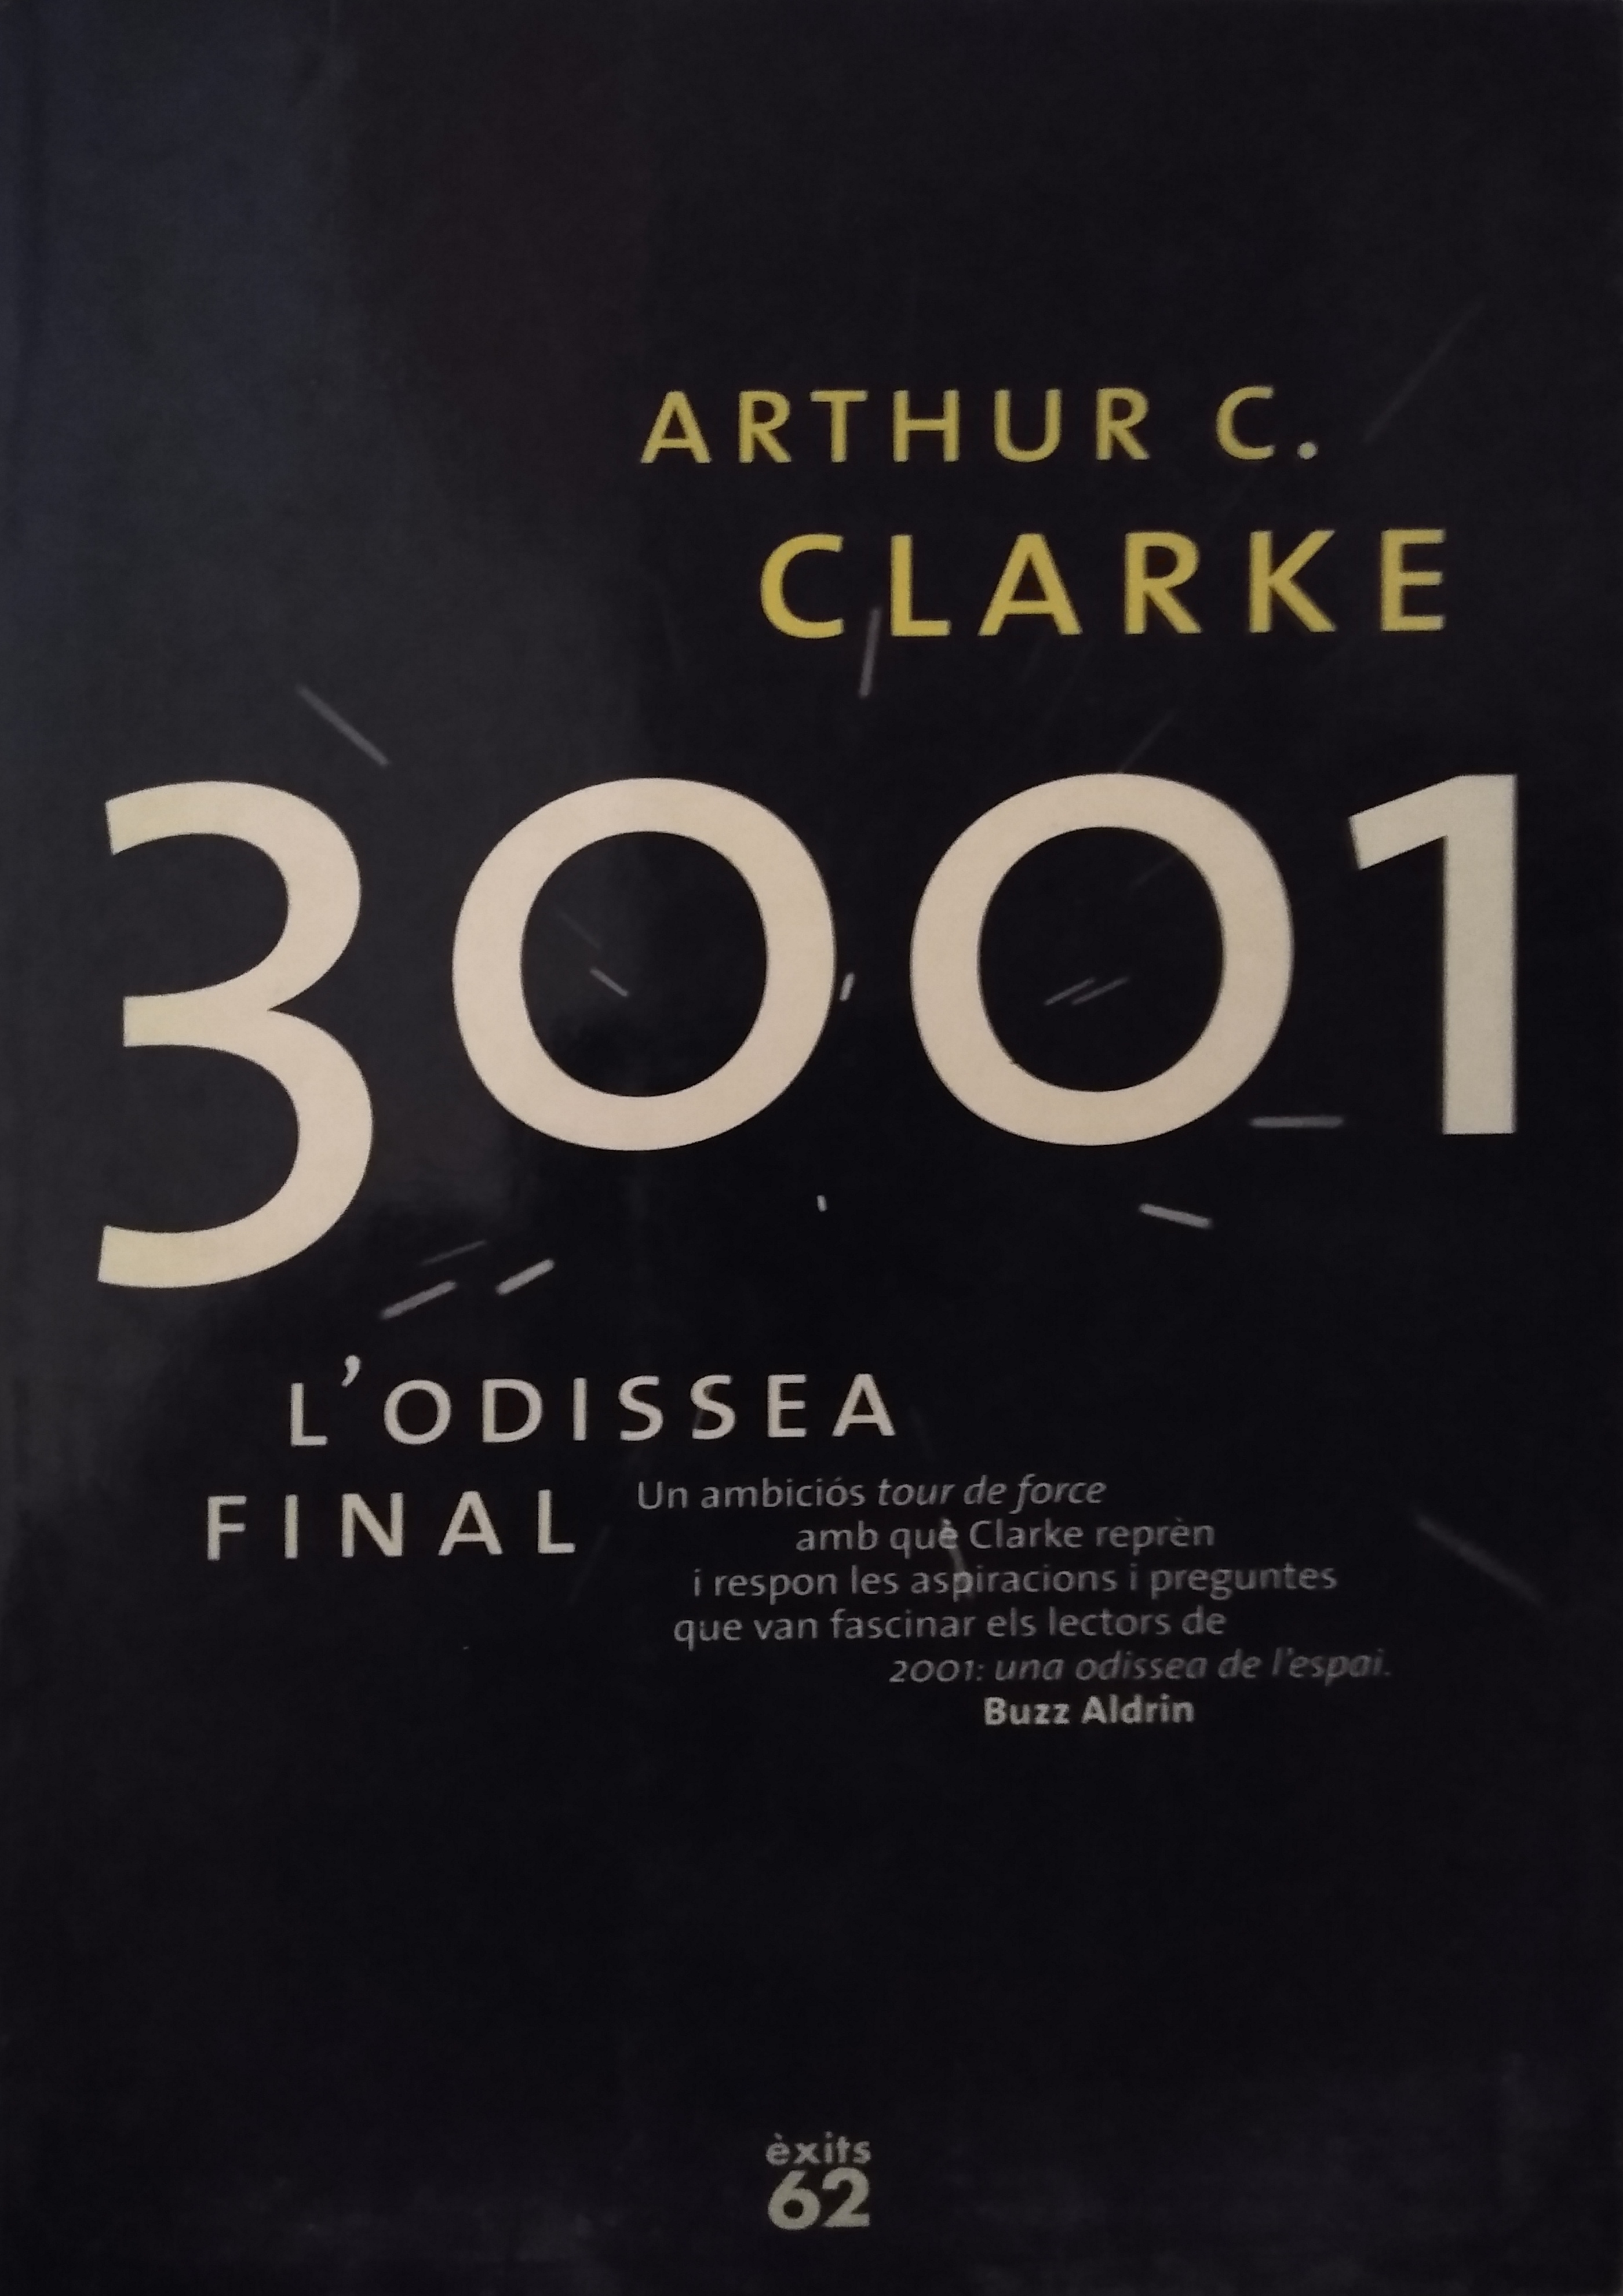 ARTHUR C.
CLARKE
3001
L'ODISSEA
FINAL
Un ambiciós tour de force
amb què Clarke reprèn
i respon les aspiracions i preguntes
que van fascinar els lectors de
2001: una odissea de l'espai.
Buzz Aldrin
èxits
62